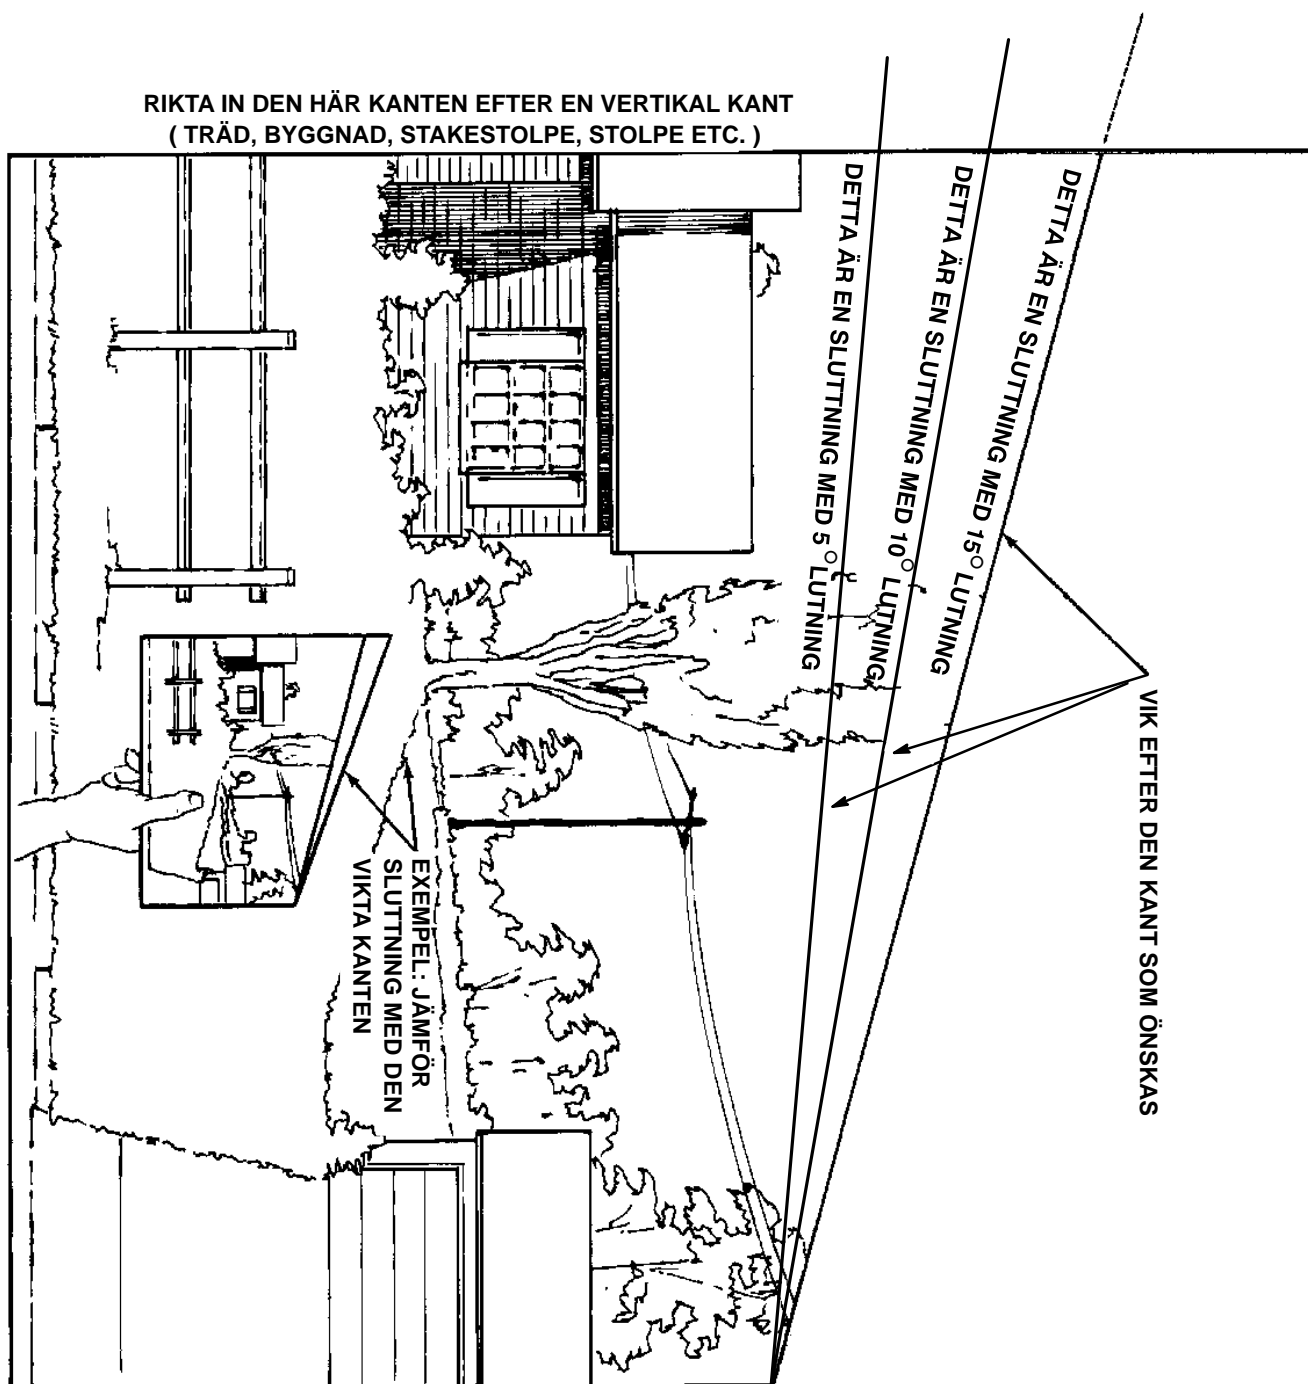 RIKTA IN DEN HÄR KANTEN EFTER EN VERTIKAL KANT
( TRÄD, BYGGNAD, STAKESTOLPE, STOLPE ETC. )
DETTA ÄR EN SLUTTNING MED 5° LUTNING
DETTA ÄR EN SLUTTNING MED 10° LUTNING
DETTA ÄR EN SLUTTNING MED 15° LUTNING
VIK EFTER DEN KANT SOM ÖNSKAS
EXEMPEL: JÄMFÖR
SLUTTNING MED DEN
VIKTA KANTEN